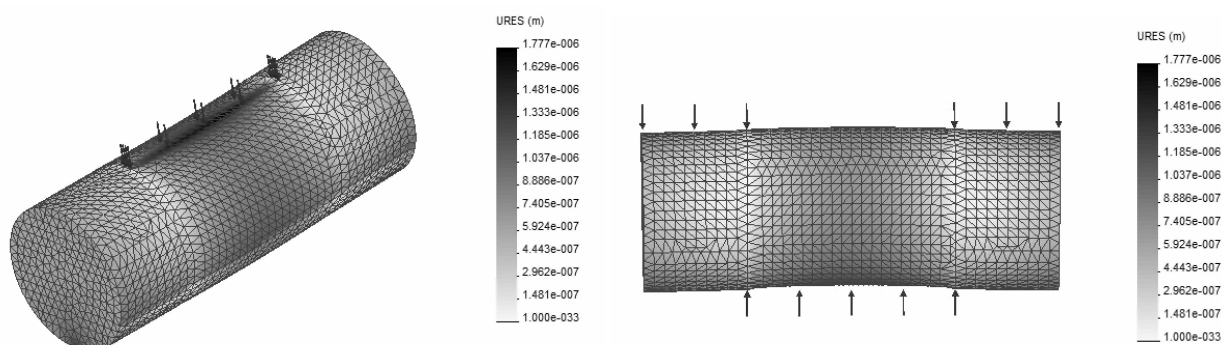 URES (m)
1.777e-006
1.629e-006
1.481e-006
1.333e-006
1.185e-006
1.037e-006
8.886e-007
7.405e-007
5.924e-007
4.443e-007
2.962e-007
1.481e-007
1.000e-033
URES (m)
1.777e-006
1.629e-006
1.481e-006
1.333e-006
1.185e-006
1.037e-006
8.886e-007
7.405e-007
5.924e-007
4.443e-007
2.962e-007
1.481e-007
1.000e-033